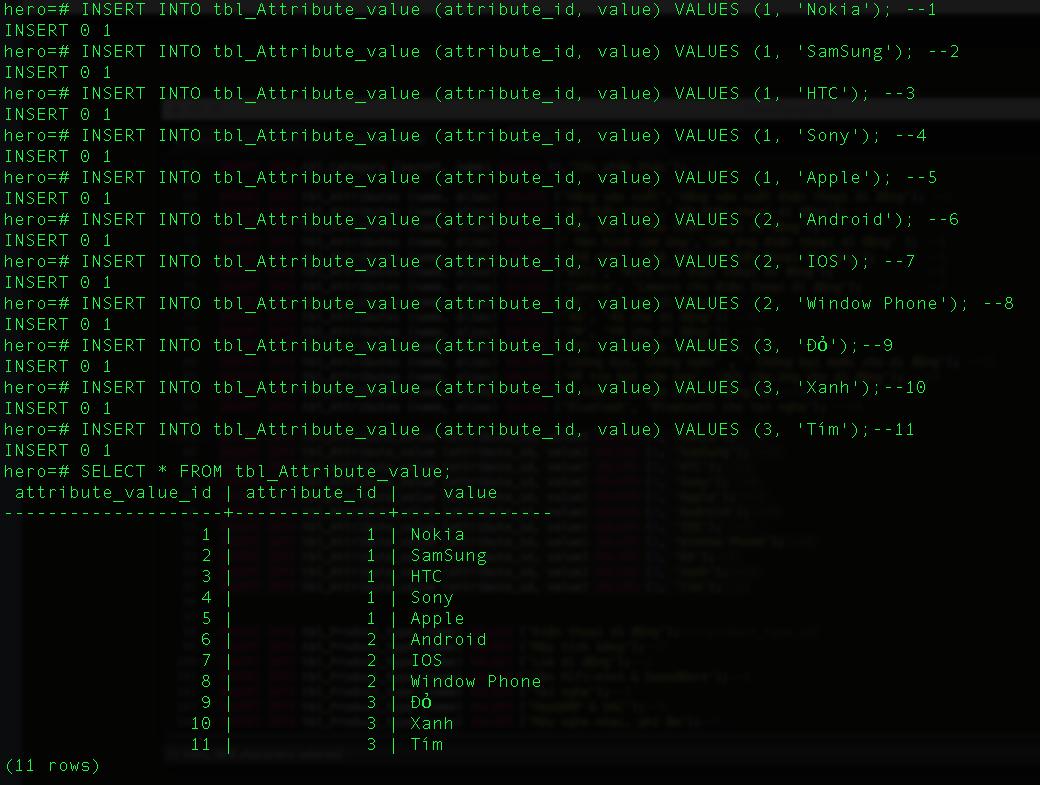 hero=# INSERT INTO tbl_Attribute_value (attribute_id, value) VALUES (1, 'Nokia'); --1
INSERT 0 1
hero=# INSERT INTO tbl_Attribute_value (attribute_id, value) VALUES (1, 'SamSung'); --2
INSERT 0 1
hero=# INSERT INTO tbl_Attribute_value (attribute_id, value) VALUES (1, 'HTC'); --3
INSERT 0 1
hero=# INSERT INTO tbl_Attribute_value (attribute_id, value) VALUES (1, 'Sony'); --4
INSERT 0 1
hero=# INSERT INTO tbl_Attribute_value (attribute_id, value) VALUES (1, 'Apple'); --5
INSERT 0 1
hero=# INSERT INTO tbl_Attribute_value (attribute_id, value) VALUES (2, 'Android'); --6
INSERT 0 1
hero=# INSERT INTO tbl_Attribute_value (attribute_id, value) VALUES (2, 'IOS'); --7
INSERT 0 1
hero=# INSERT INTO tbl_Attribute_value (attribute_id, value) VALUES (2, 'Window Phone'); --8
INSERT 0 1
hero=# INSERT INTO tbl_Attribute_value (attribute_id, value) VALUES (3, 'Đỏ');--9
INSERT 0 1
hero=# INSERT INTO tbl_Attribute_value (attribute_id, value) VALUES (3, 'Xanh');--10
INSERT 0 1
hero=# INSERT INTO tbl_Attribute_value (attribute_id, value) VALUES (3, 'Tím');--11
INSERT 0 1
hero=# SELECT * FROM tbl_Attribute_value;
 attribute_value_id | attribute_id |    value
--------------------+--------------+--------------
                  1 |            1 | Nokia
                  2 |            1 | SamSung
                  3 |            1 | HTC
                  4 |            1 | Sony
                  5 |            1 | Apple
                  6 |            2 | Android
                  7 |            2 | IOS
                  8 |            2 | Window Phone
                  9 |            3 | Đỏ
                 10 |            3 | Xanh
                 11 |            3 | Tím
(11 rows)